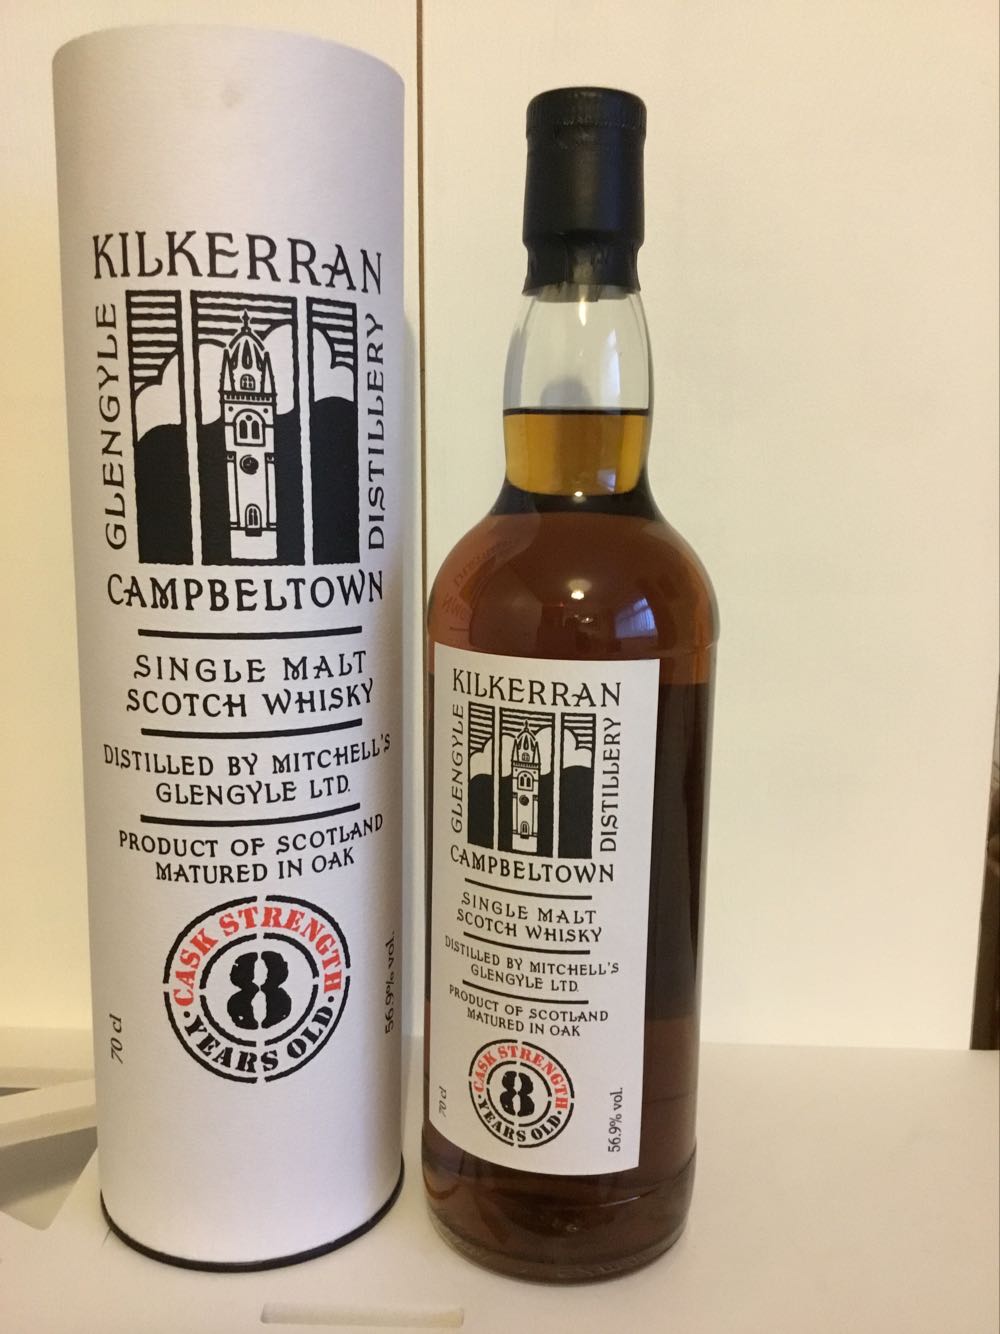 KILKERRAN
GLENGYLE
DISTILLERY
CAMPBELTOWN
SINGLE MALT
SCOTCH WHISKY
DISTILLED BY MITCHELL'S
GLENGYLE LTD.
PRODUCT OF SCOTLAND
MATURED IN OAK
CASK STRENGTH
8
YEARS OLD
70 cl
56.9% vol.
KILKERRAN
GLENGYLE
DISTILLERY
CAMPBELTOWN
SINGLE MALT
SCOTCH WHISKY
DISTILLED BY MITCHELL'S
GLENGYLE LTD.
PRODUCT OF SCOTLAND
MATURED IN OAK
CASK STRENGTH
8
YEARS OLD
70 cl
56.9% vol.